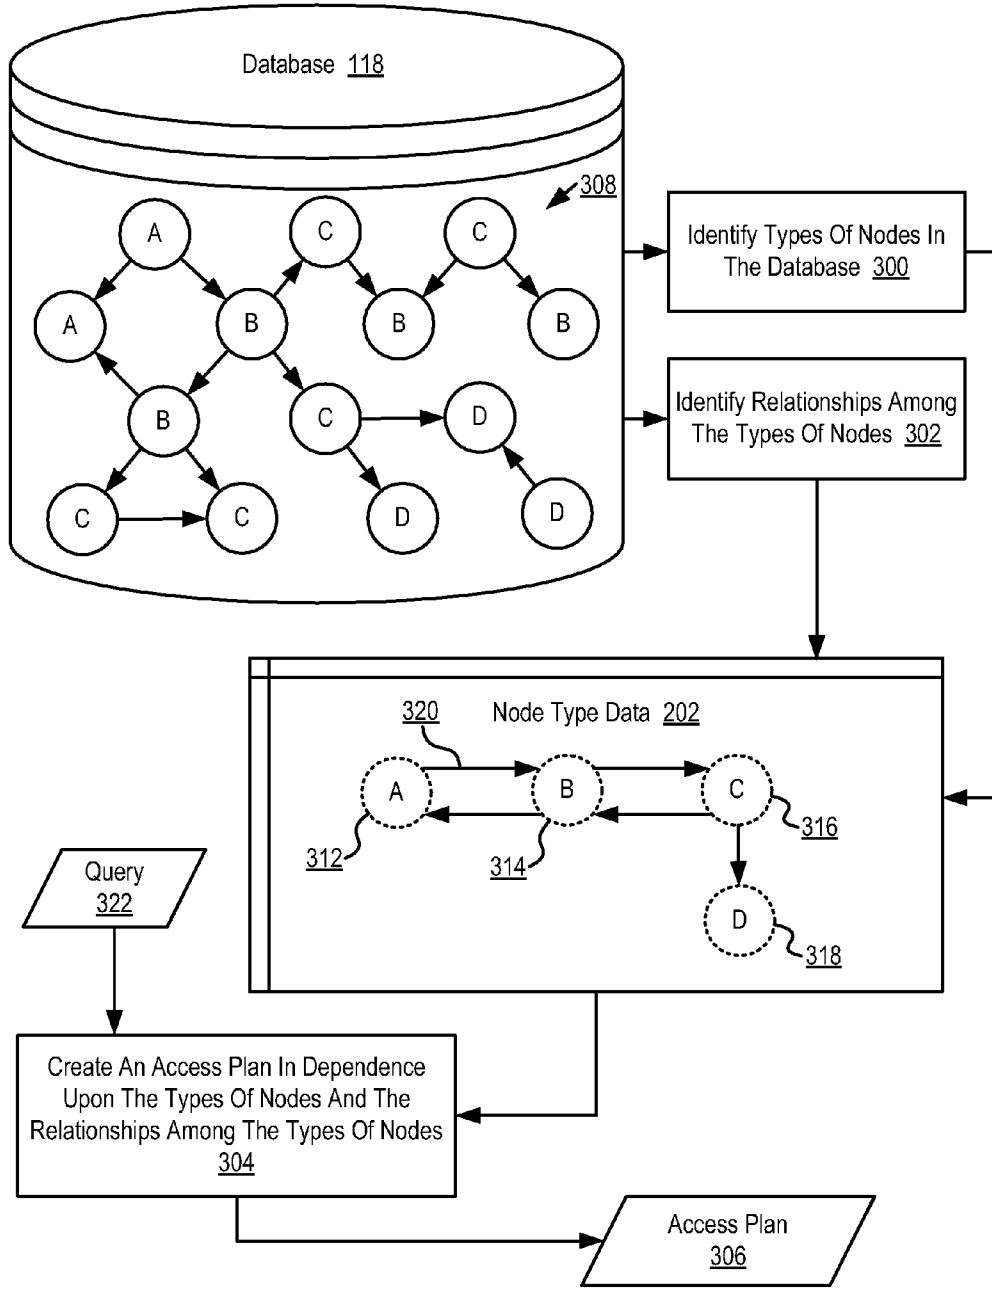 Database 118
308
A
C
C
Identify Types Of Nodes In
The Database 300
A
B
B
B
B
C
D
Identify Relationships Among
The Types Of Nodes 302
C
C
D
D
320
Node Type Data 202
A
B
C
312
314
316
Query
322
D
318
Create An Access Plan In Dependence
Upon The Types Of Nodes And The
Relationships Among The Types Of Nodes
304
Access Plan
306